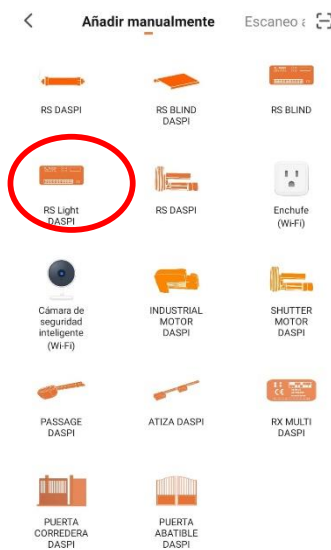 Añadir manualmente
Escaneo
RS DASPI
RS BLIND
DASPI
RS BLIND
RS Light
DASPI
RS DASPI
Enchufe
(Wi-Fi)
Cámara de
seguridad
inteligente
(Wi-Fi)
INDUSTRIAL
MOTOR
DASPI
SHUTTER
MOTOR
DASPI
PASSAGE
DASPI
ATIZA DASPI
RX MULTI
DASPI
PUERTA
CORREDERA
DASPI
PUERTA
ABATIBLE
DASPI